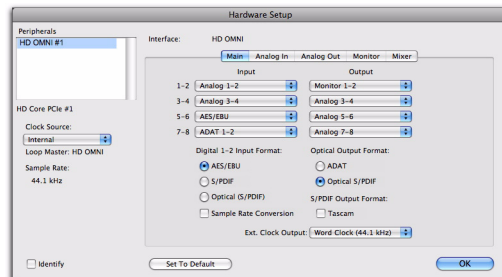 Hardware Setup
Peripherals
HD OMNI #1
Interface: HD OMNI
Main Analog In Analog Out Monitor Mixer
Input Output
1-2 Analog 1-2 Monitor 1-2
3-4 Analog 3-4 Analog 3-4
5-6 AES/EBU Analog 5-6
7-8 ADAT 1-2 Analog 7-8
HD Core PCIe #1
Clock Source:
Internal
Loop Master: HD OMNI
Sample Rate:
44.1 kHz
Digital 1-2 Input Format:
AES/EBU
S/PDIF
Optical (S/PDIF)
Sample Rate Conversion
Optical Output Format:
ADAT
Optical S/PDIF
S/PDIF Output Format:
Tascam
Ext. Clock Output: Word Clock (44.1 kHz)
Identify
Set To Default
OK